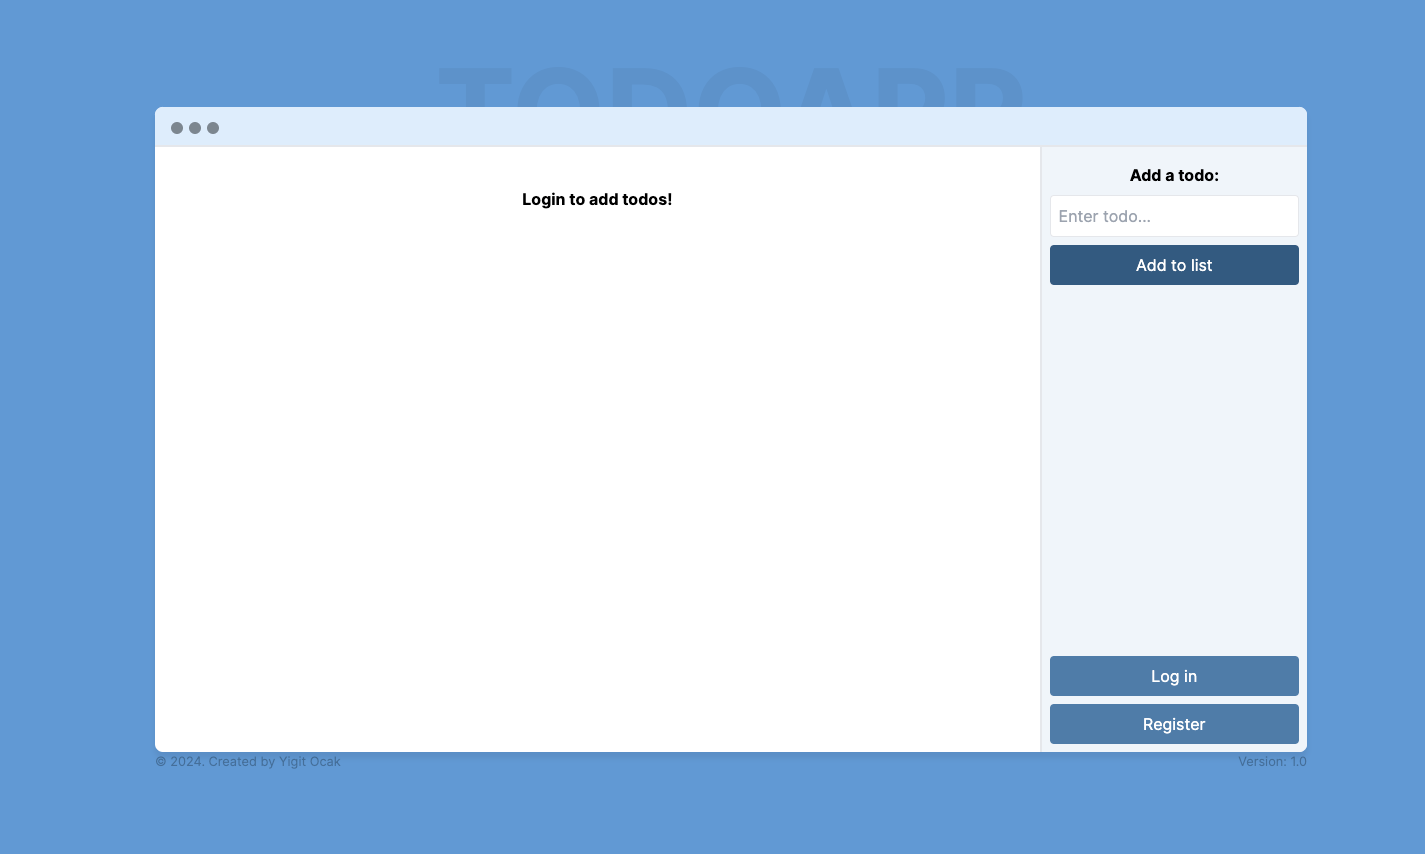 TODOAPP
Login to add todos!
Add a todo:
Enter todo...
Add to list
Log in
Register
© 2024. Created by Yigit Ocak
Version: 1.0